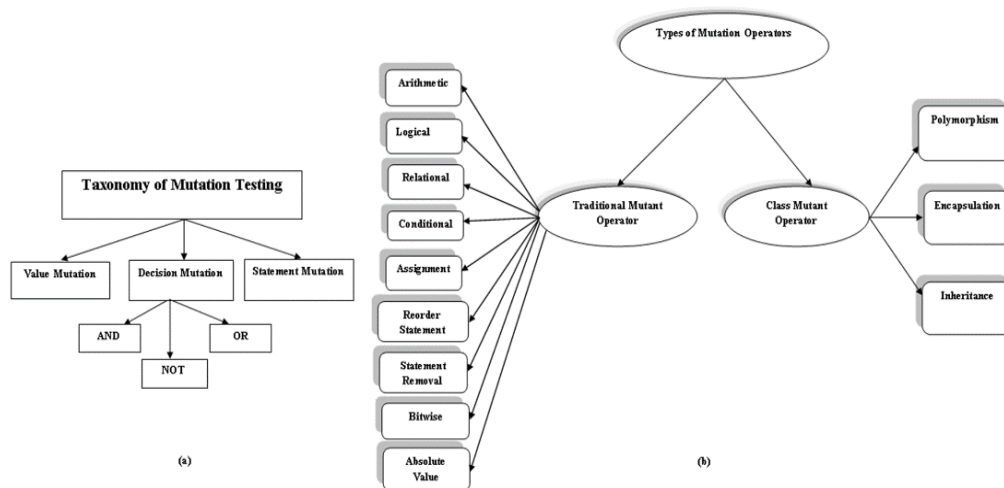 Taxonomy of Mutation Testing
Value Mutation
Decision Mutation
Statement Mutation
AND
OR
NOT
(a)
Types of Mutation Operators
Arithmetic
Logical
Relational
Conditional
Assignment
Reorder
Statement
Statement
Removal
Bitwise
Absolute
Value
Traditional Mutant
Operator
Class Mutant
Operator
Polymorphism
Encapsulation
Inheritance
(b)